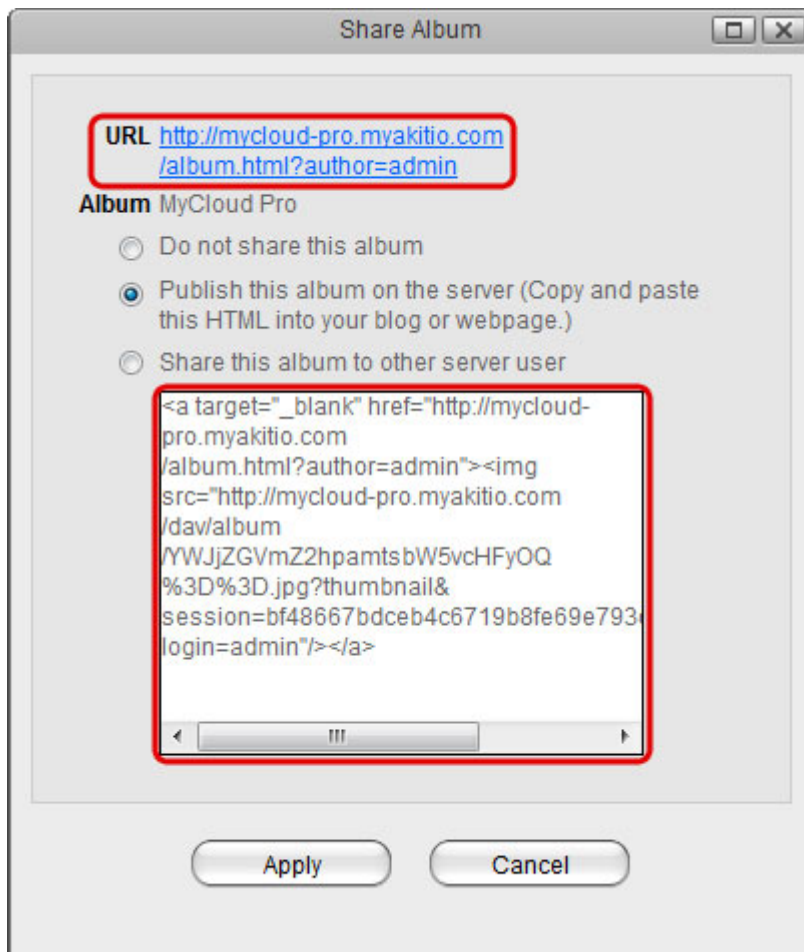 Share Album
URL http://mycloud-pro.myakitio.com
/album.html?author=admin
Album MyCloud Pro
Do not share this album
Publish this album on the server (Copy and paste
this HTML into your blog or webpage.)
Share this album to other server user
<a target="_blank" href="http://mycloud-
pro.myakitio.com
/album.html?author=admin"><img
src="http://mycloud-pro.myakitio.com
/dav/album
/YWJjZGVmZ2hpamtsbW5vcHFyOQ
%3D%3D.jpg?thumbnail&
session=bf48667bdceb4c6719b8fe69e793
login=admin"/></a>
Apply
Cancel